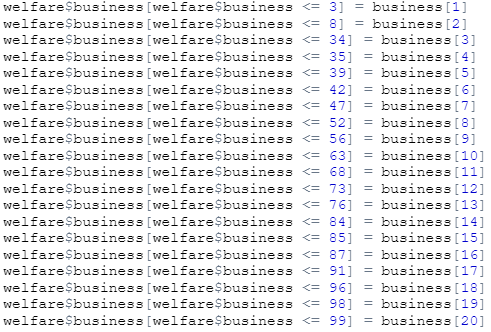 welfare$business[welfare$business <= 3] = business[1]
welfare$business[welfare$business <= 8] = business[2]
welfare$business[welfare$business <= 34] = business[3]
welfare$business[welfare$business <= 35] = business[4]
welfare$business[welfare$business <= 39] = business[5]
welfare$business[welfare$business <= 42] = business[6]
welfare$business[welfare$business <= 47] = business[7]
welfare$business[welfare$business <= 52] = business[8]
welfare$business[welfare$business <= 56] = business[9]
welfare$business[welfare$business <= 63] = business[10]
welfare$business[welfare$business <= 68] = business[11]
welfare$business[welfare$business <= 73] = business[12]
welfare$business[welfare$business <= 76] = business[13]
welfare$business[welfare$business <= 84] = business[14]
welfare$business[welfare$business <= 85] = business[15]
welfare$business[welfare$business <= 87] = business[16]
welfare$business[welfare$business <= 91] = business[17]
welfare$business[welfare$business <= 96] = business[18]
welfare$business[welfare$business <= 98] = business[19]
welfare$business[welfare$business <= 99] = business[20]